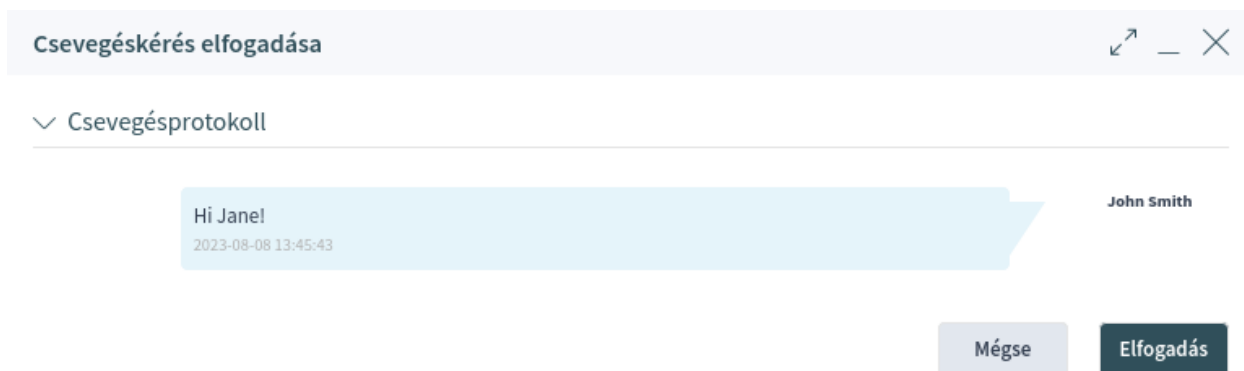 Csevegéskérés elfogadása
Csevegésprotokoll
Hi Jane!
John Smith
2023-08-08 13:45:43
Mégse
Elfogadás